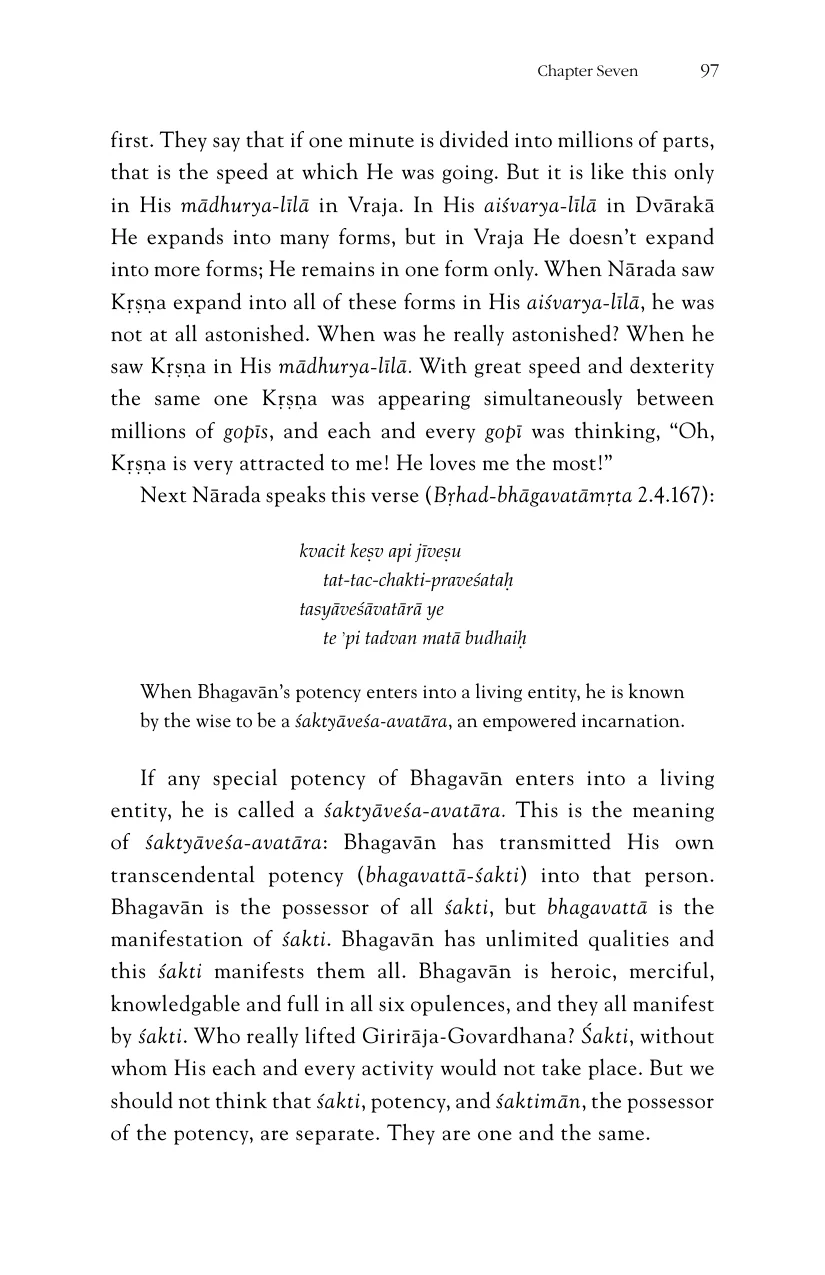 Chapter Seven 97
first. They say that if one minute is divided into millions of parts,
that is the speed at which He was going. But it is like this only
in His mādhurya-līlā in Vraja. In His aiśvarya-līlā in Dvārakā
He expands into many forms, but in Vraja He doesn’t expand
into more forms; He remains in one form only. When Nārada saw
Kṛṣṇa expand into all of these forms in His aiśvarya-līlā, he was
not at all astonished. When was he really astonished? When he
saw Kṛṣṇa in His mādhurya-līlā. With great speed and dexterity
the same one Kṛṣṇa was appearing simultaneously between
millions of gopīs, and each and every gopī was thinking, “Oh,
Kṛṣṇa is very attracted to me! He loves me the most!”
Next Nārada speaks this verse (Bṛhad-bhāgavatāmṛta 2.4.167):
kvacit keṣv api jīveṣu
tat-tac-chakti-praveśataḥ
tasyāveśāvatārā ye
te ’pi tadvan matā budhaiḥ
When Bhagavān’s potency enters into a living entity, he is known
by the wise to be a śaktyāveśa-avatāra, an empowered incarnation.
If any special potency of Bhagavān enters into a living
entity, he is called a śaktyāveśa-avatāra. This is the meaning
of śaktyāveśa-avatāra: Bhagavān has transmitted His own
transcendental potency (bhagavattā-śakti) into that person.
Bhagavān is the possessor of all śakti, but bhagavattā is the
manifestation of śakti. Bhagavān has unlimited qualities and
this śakti manifests them all. Bhagavān is heroic, merciful,
knowledgable and full in all six opulences, and they all manifest
by śakti. Who really lifted Girirāja-Govardhana? Śakti, without
whom His each and every activity would not take place. But we
should not think that śakti, potency, and śaktimān, the possessor
of the potency, are separate. They are one and the same.